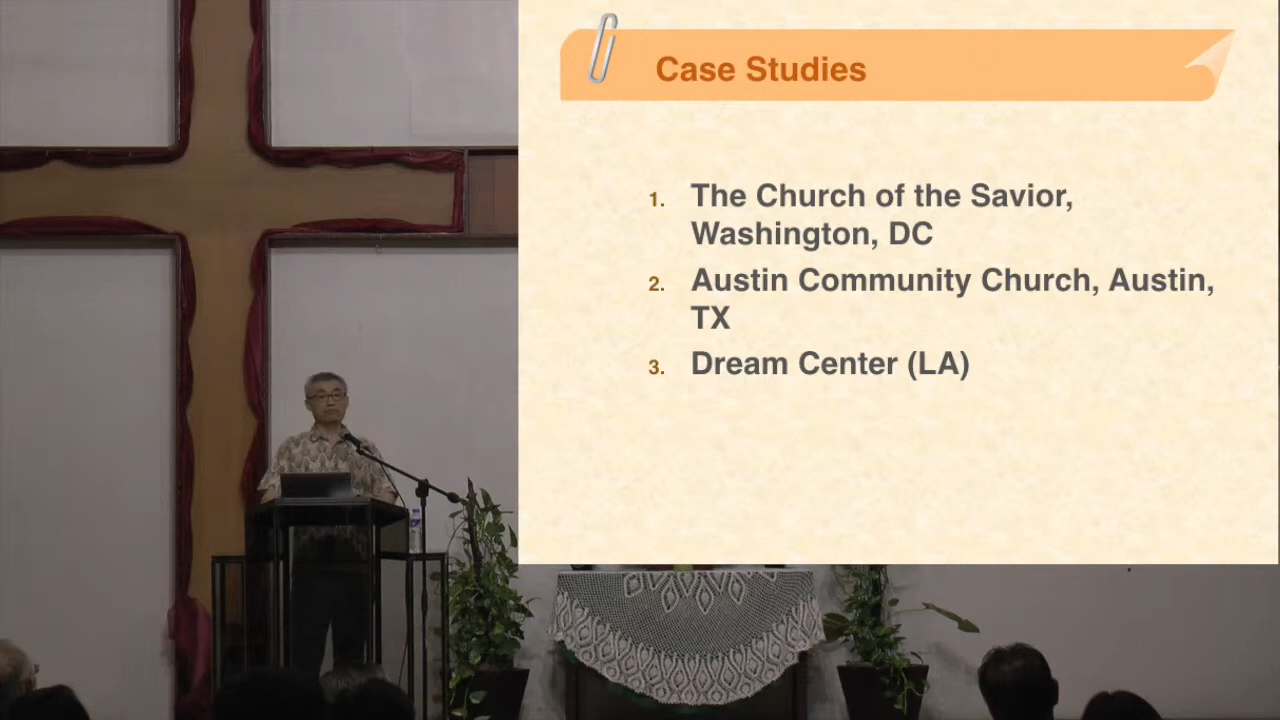 Case Studies
1. The Church of the Savior,
Washington, DC
2. Austin Community Church, Austin,
TX
3. Dream Center (LA)